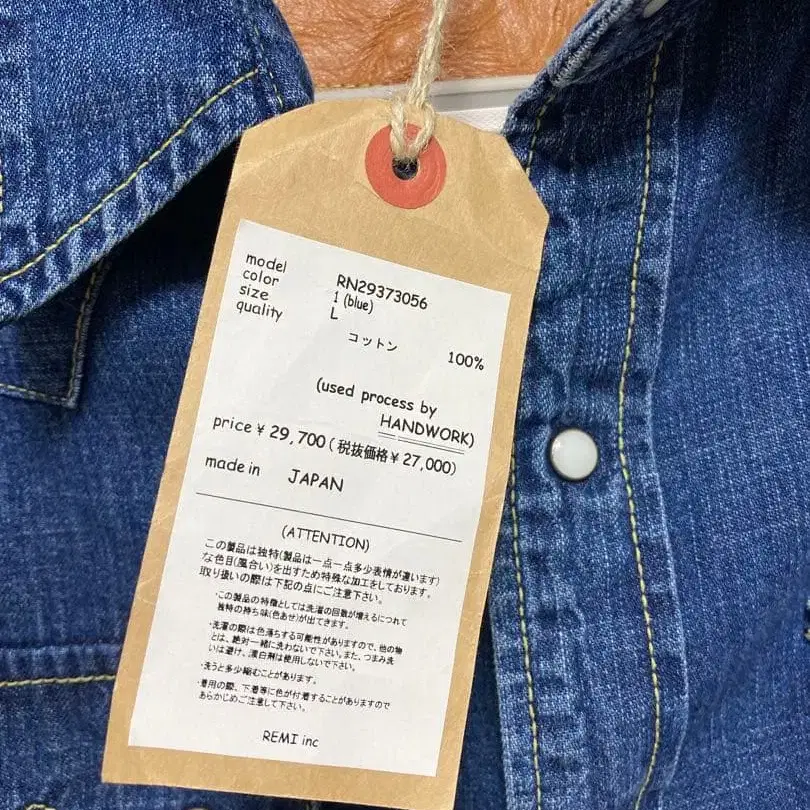 model RN29373056
color 1 (blue)
size L
quality
コットン 100%
(used process by
HANDWORK)
price ¥ 29,700 (税抜価格 ¥ 27,000)
made in JAPAN
(ATTENTION)
この製品は独特(製品は一点一点多少表情が違います)
な色目(風合い)を出すため特殊な加工をしております。
取り扱いの際は下記の点にご注意下さい。
・この製品の特徴としては洗濯の回数が増えるにつれて
独特の持ち味(色あせ)が出てきます。
・洗濯の際は色落ちする可能性がありますので、他の物
とは、絶対一緒に洗わないで下さい。また、つまみ洗
いは避け、漂白剤は使用しないで下さい。
・洗うと多少縮むことがあります。
・着用の際、下着等に色が付着することがありますので
あらかじめご注意して下さい。
REMI inc